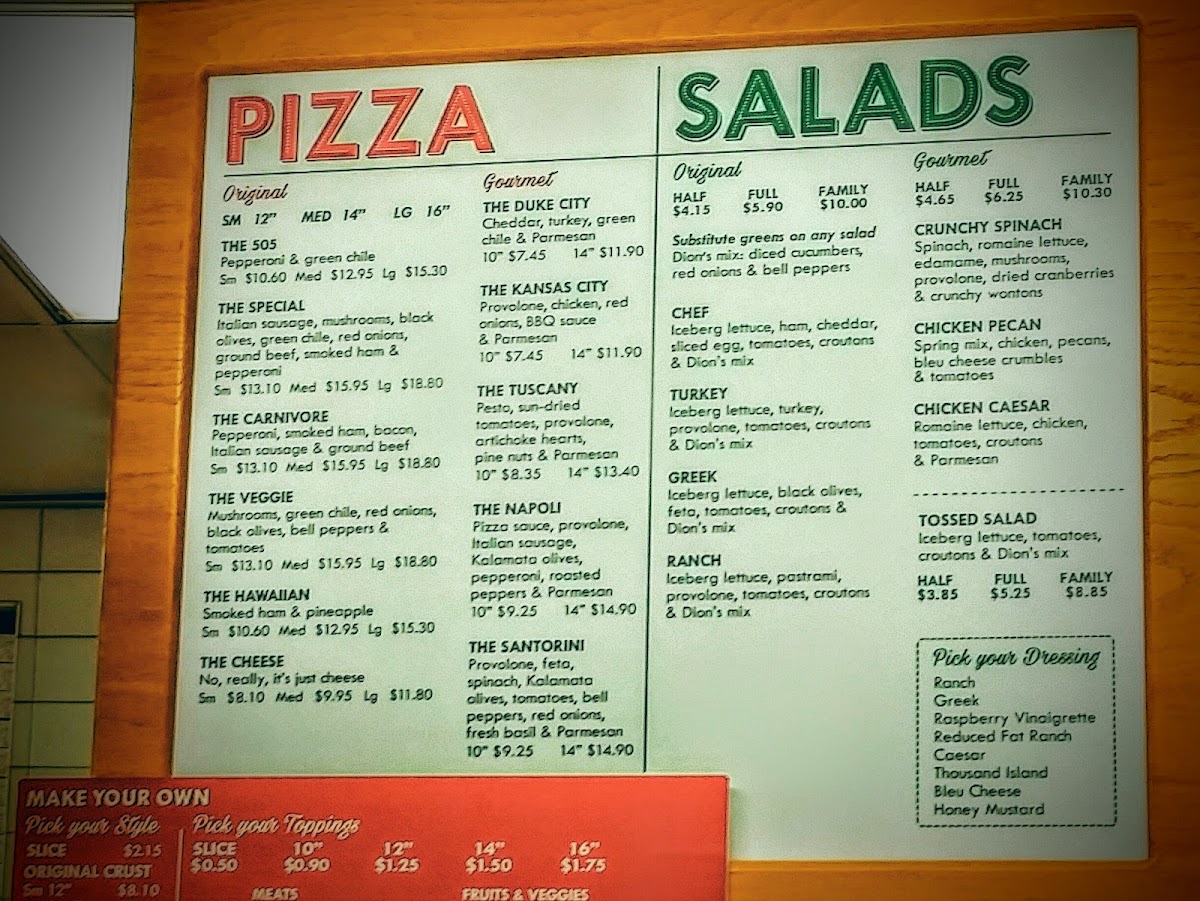 PIZZA
Original
SM 12” MED 14” LG 16”
THE 505
Pepperoni & green chile
Sm $10.60 Med $12.95 Lg $15.30
THE SPECIAL
Italian sausage, mushrooms, black
olives, green chile, red onions,
ground beef, smoked ham &
pepperoni
Sm $13.10 Med $15.95 Lg $18.80
THE CARNIVORE
Pepperoni, smoked ham, bacon,
Italian sausage & ground beef
Sm $13.10 Med $15.95 Lg $18.80
THE VEGGIE
Mushrooms, green chile, red onions,
black olives, bell peppers &
tomatoes
Sm $13.10 Med $15.95 Lg $18.80
THE HAWAIIAN
Smoked ham & pineapple
Sm $10.60 Med $12.95 Lg $15.30
THE CHEESE
No, really, it's just cheese
Sm $8.10 Med $9.95 Lg $11.80
Gourmet
THE DUKE CITY
Cheddar, turkey, green
chile & Parmesan
10” $7.45 14” $11.90
THE KANSAS CITY
Provolone, chicken, red
onions, BBQ sauce
& Parmesan
10” $7.45 14” $11.90
THE TUSCANY
Pesto, sun-dried
tomatoes, provolone,
artichoke hearts,
pine nuts & Parmesan
10” $8.35 14” $13.40
THE NAPOLI
Pizza sauce, provolone,
Italian sausage,
Kalamata olives,
pepperoni, roasted
peppers & Parmesan
10” $9.25 14” $14.90
THE SANTORINI
Provolone, feta,
spinach, Kalamata
olives, tomatoes, bell
peppers, red onions,
fresh basil & Parmesan
10” $9.25 14” $14.90
SALADS
Original
HALF FULL FAMILY
$4.15 $5.90 $10.00
Substitute greens on any salad
Dion's mix: diced cucumbers,
red onions & bell peppers
CHEF
Iceberg lettuce, ham, cheddar,
sliced egg, tomatoes, croutons
& Dion's mix
TURKEY
Iceberg lettuce, turkey,
provolone, tomatoes, croutons
& Dion's mix
GREEK
Iceberg lettuce, black olives,
feta, tomatoes, croutons &
Dion's mix
RANCH
Iceberg lettuce, pastrami,
provolone, tomatoes, croutons
& Dion's mix
Gourmet
HALF FULL FAMILY
$4.65 $6.25 $10.30
CRUNCHY SPINACH
Spinach, romaine lettuce,
edamame, mushrooms,
provolone, dried cranberries
& crunchy wontons
CHICKEN PECAN
Spring mix, chicken, pecans,
bleu cheese crumbles
& tomatoes
CHICKEN CAESAR
Romaine lettuce, chicken,
tomatoes, croutons
& Parmesan
TOSSED SALAD
Iceberg lettuce, tomatoes,
croutons & Dion's mix
HALF FULL FAMILY
$3.85 $5.25 $8.85
Pick your Dressing
Ranch
Greek
Raspberry Vinaigrette
Reduced Fat Ranch
Caesar
Thousand Island
Bleu Cheese
Honey Mustard
MAKE YOUR OWN
Pick your Style
SLICE $2.15
ORIGINAL CRUST
Sm 12” $8.10
Pick your Toppings
SLICE 10” 12” 14” 16”
$0.50 $0.90 $1.25 $1.50 $1.75
MEATS FRUITS & VEGGIES